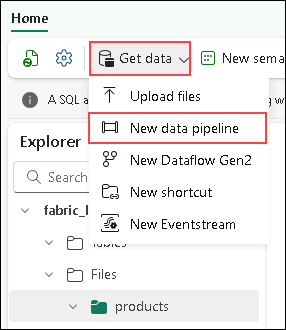 Home
Get data
New sema
A SQL a
Upload files
New data pipeline
New Dataflow Gen2
New shortcut
New Eventstream
Explorer
Search
fabric_l
Tables
Files
products